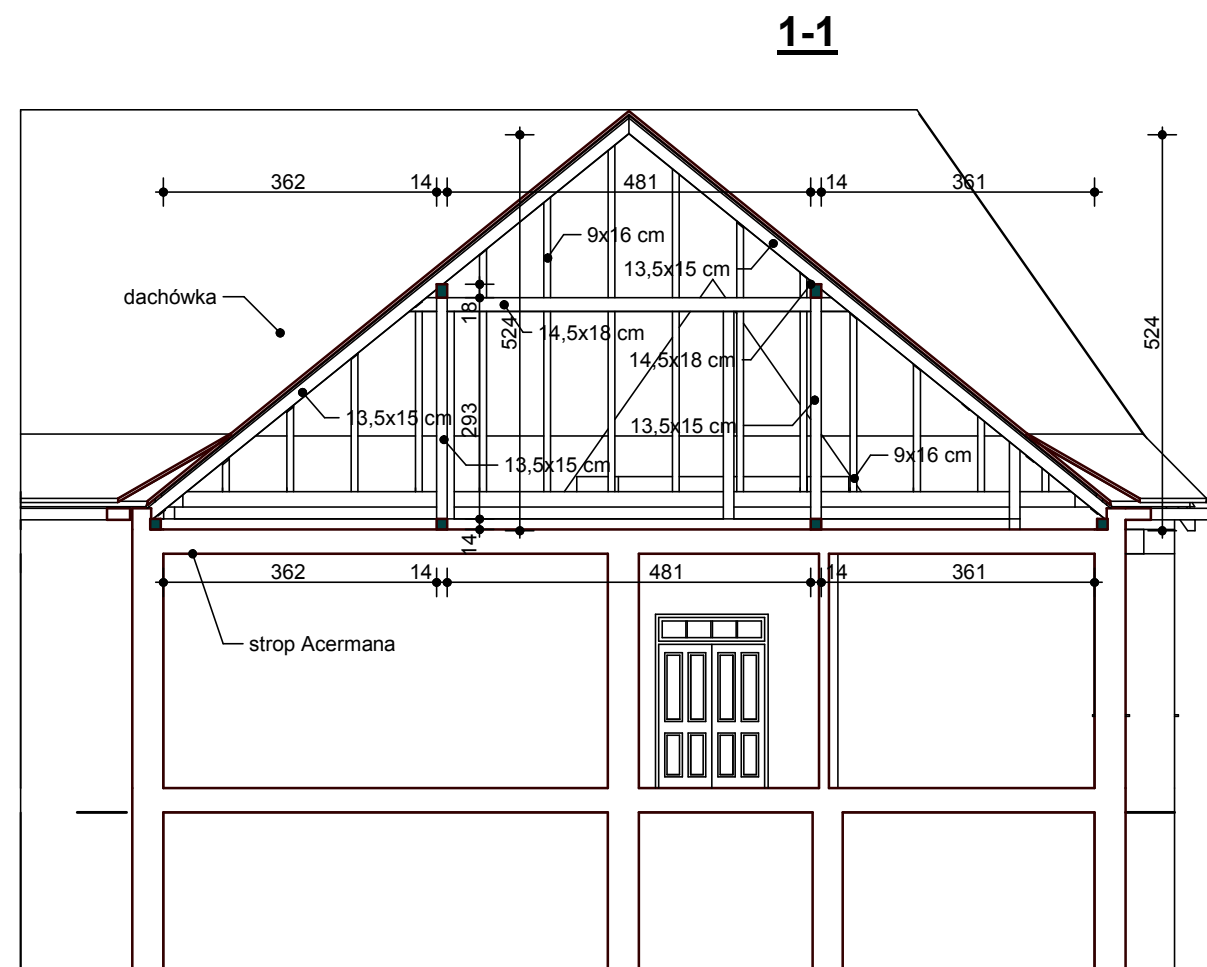 1-1
362 14 481 14 361
9x16 cm
13,5x15 cm
dachówka
18
524
14,5x18 cm
524
14,5x18 cm
13,5x15 cm
293
13,5x15 cm
13,5x15 cm
9x16 cm
14
362 14 481 14 361
strop Acermana